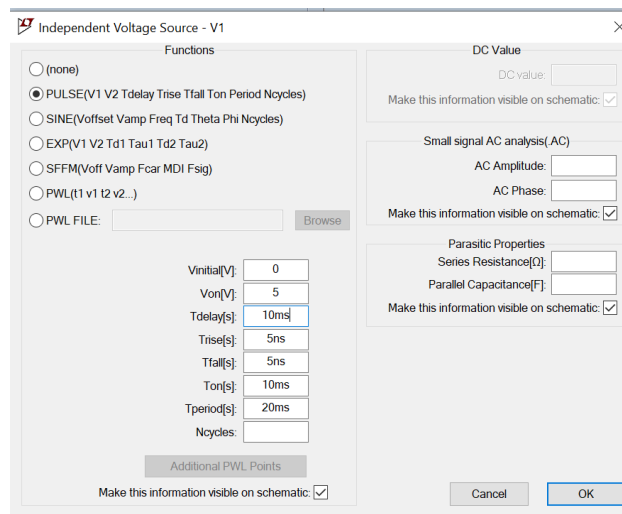 Independent Voltage Source - V1
Functions
(none)
PULSE(V1 V2 Tdelay Trise Tfall Ton Period Ncycles)
SINE(Voffset Vamp Freq Td Theta Phi Ncycles)
EXP(V1 V2 Td1 Tau1 Td2 Tau2)
SFFM(Voff Vamp Fcar MDI Fsig)
PWL(t1 v1 t2 v2...)
PWL FILE: Browse
Vinitial[V]: 0
Von[V]: 5
Tdelay[s]: 10ms
Trise[s]: 5ns
Tfall[s]: 5ns
Ton[s]: 10ms
Tperiod[s]: 20ms
Ncycles:
Additional PWL Points
Make this information visible on schematic:
DC Value
DC value:
Make this information visible on schematic:
Small signal AC analysis(.AC)
AC Amplitude:
AC Phase:
Make this information visible on schematic:
Parasitic Properties
Series Resistance[Ω]:
Parallel Capacitance[F]:
Make this information visible on schematic:
Cancel OK